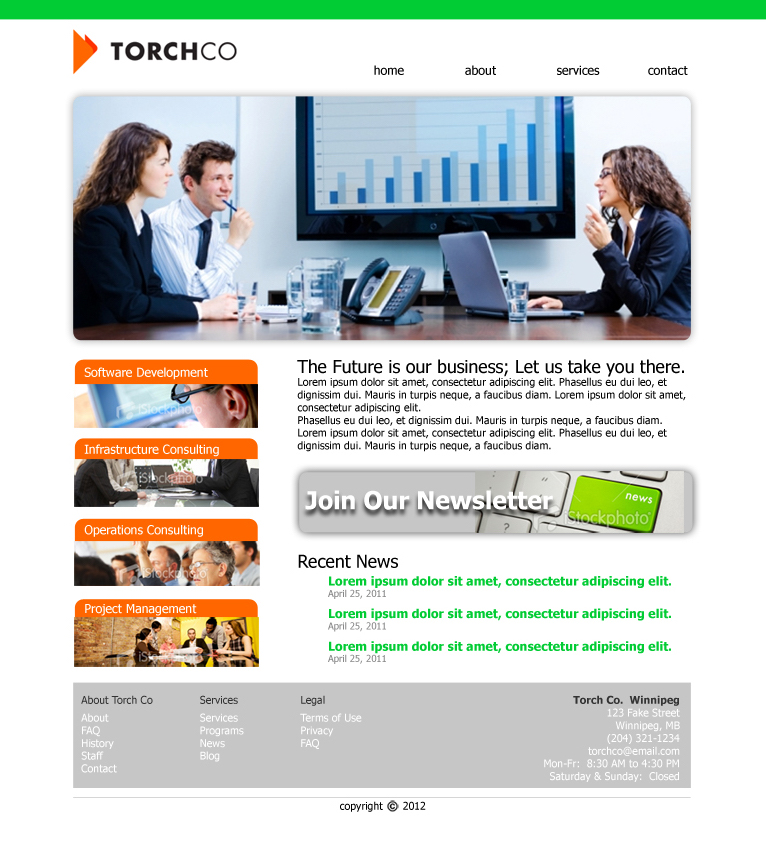 TORCHCO
home about services contact
Software Development
iStockphoto
Infrastructure Consulting
iStockphoto
Operations Consulting
iStockphoto
Project Management
iStockphoto
The Future is our business; Let us take you there.
Lorem ipsum dolor sit amet, consectetur adipiscing elit. Phasellus eu dui leo, et
dignissim dui. Mauris in turpis neque, a faucibus diam. Lorem ipsum dolor sit amet,
consectetur adipiscing elit.
Phasellus eu dui leo, et dignissim dui. Mauris in turpis neque, a faucibus diam.
Lorem ipsum dolor sit amet, consectetur adipiscing elit. Phasellus eu dui leo, et
dignissim dui. Mauris in turpis neque, a faucibus diam.
Join Our Newsletter
news
iStockphoto
Recent News
Lorem ipsum dolor sit amet, consectetur adipiscing elit.
April 25, 2011
Lorem ipsum dolor sit amet, consectetur adipiscing elit.
April 25, 2011
Lorem ipsum dolor sit amet, consectetur adipiscing elit.
April 25, 2011
About Torch Co
About
FAQ
History
Staff
Contact
Services
Services
Programs
News
Blog
Legal
Terms of Use
Privacy
FAQ
Torch Co. Winnipeg
123 Fake Street
Winnipeg, MB
(204) 321-1234
torchco@email.com
Mon-Fr: 8:30 AM to 4:30 PM
Saturday & Sunday: Closed
copyright © 2012